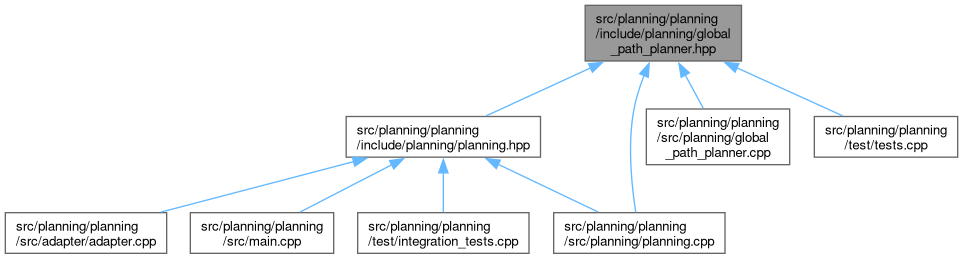 src/planning/planning
/include/planning/global
_path_planner.hpp
src/planning/planning
/include/planning/planning.hpp
src/planning/planning
/src/planning/global
_path_planner.cpp
src/planning/planning
/test/tests.cpp
src/planning/planning
/src/adapter/adapter.cpp
src/planning/planning
/src/main.cpp
src/planning/planning
/test/integration_tests.cpp
src/planning/planning
/src/planning/planning.cpp